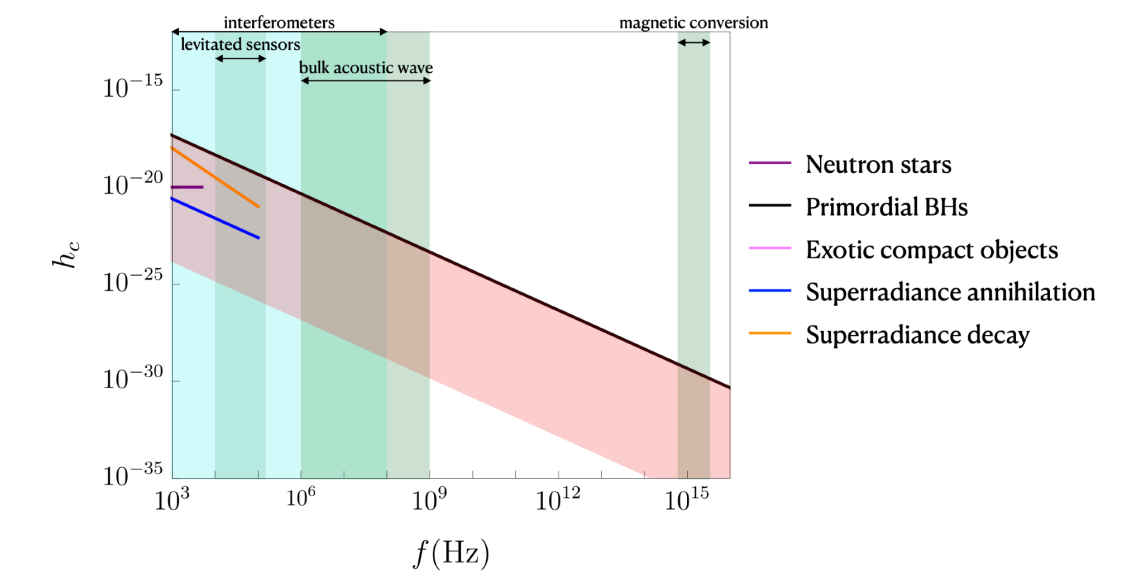 interferometers
magnetic conversion
levitated sensors
bulk acoustic wave
10^-15
10^-20
10^-25
10^-30
10^-35
h_c
10^3
10^6
10^9
10^12
10^15
f(Hz)
Neutron stars
Primordial BHs
Exotic compact objects
Superradiance annihilation
Superradiance decay